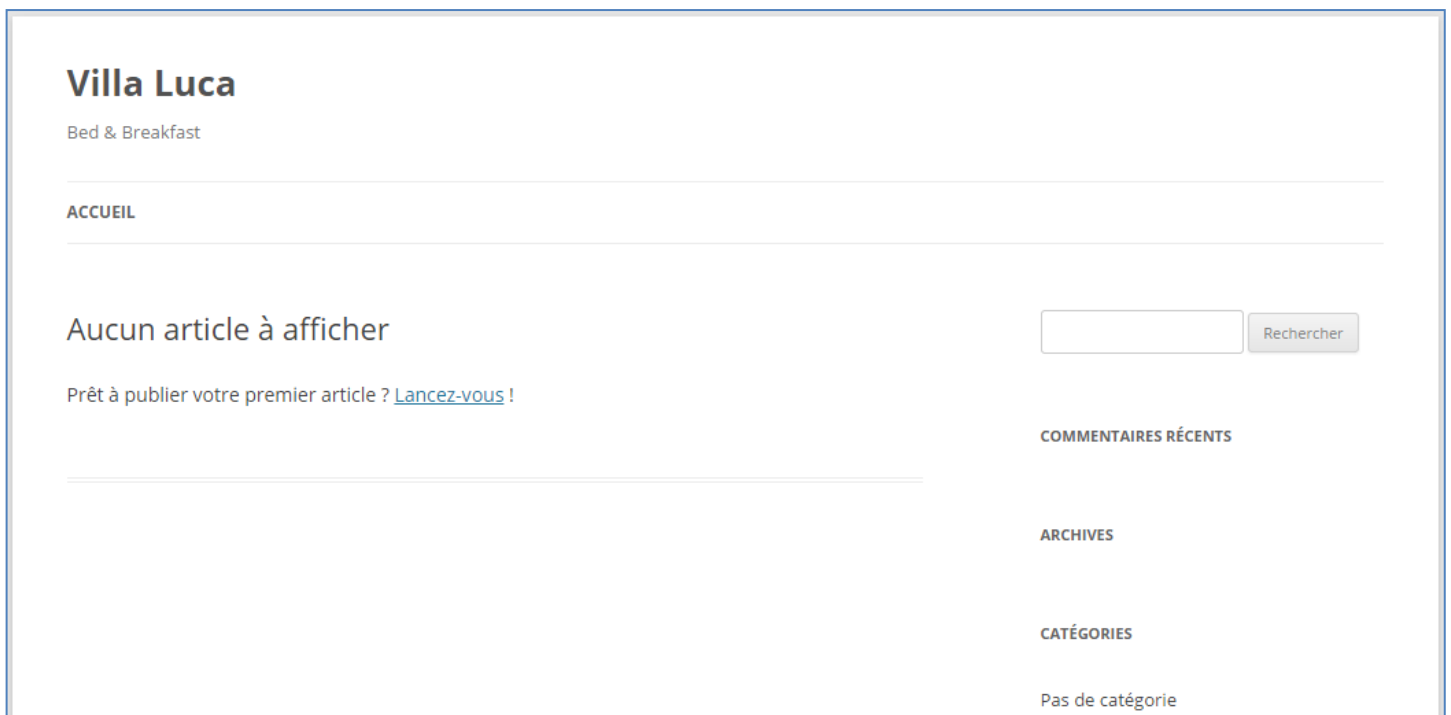 Villa Luca
Bed & Breakfast
ACCUEIL
Aucun article à afficher
Prêt à publier votre premier article ? Lancez-vous !
Rechercher
COMMENTAIRES RÉCENTS
ARCHIVES
CATÉGORIES
Pas de catégorie